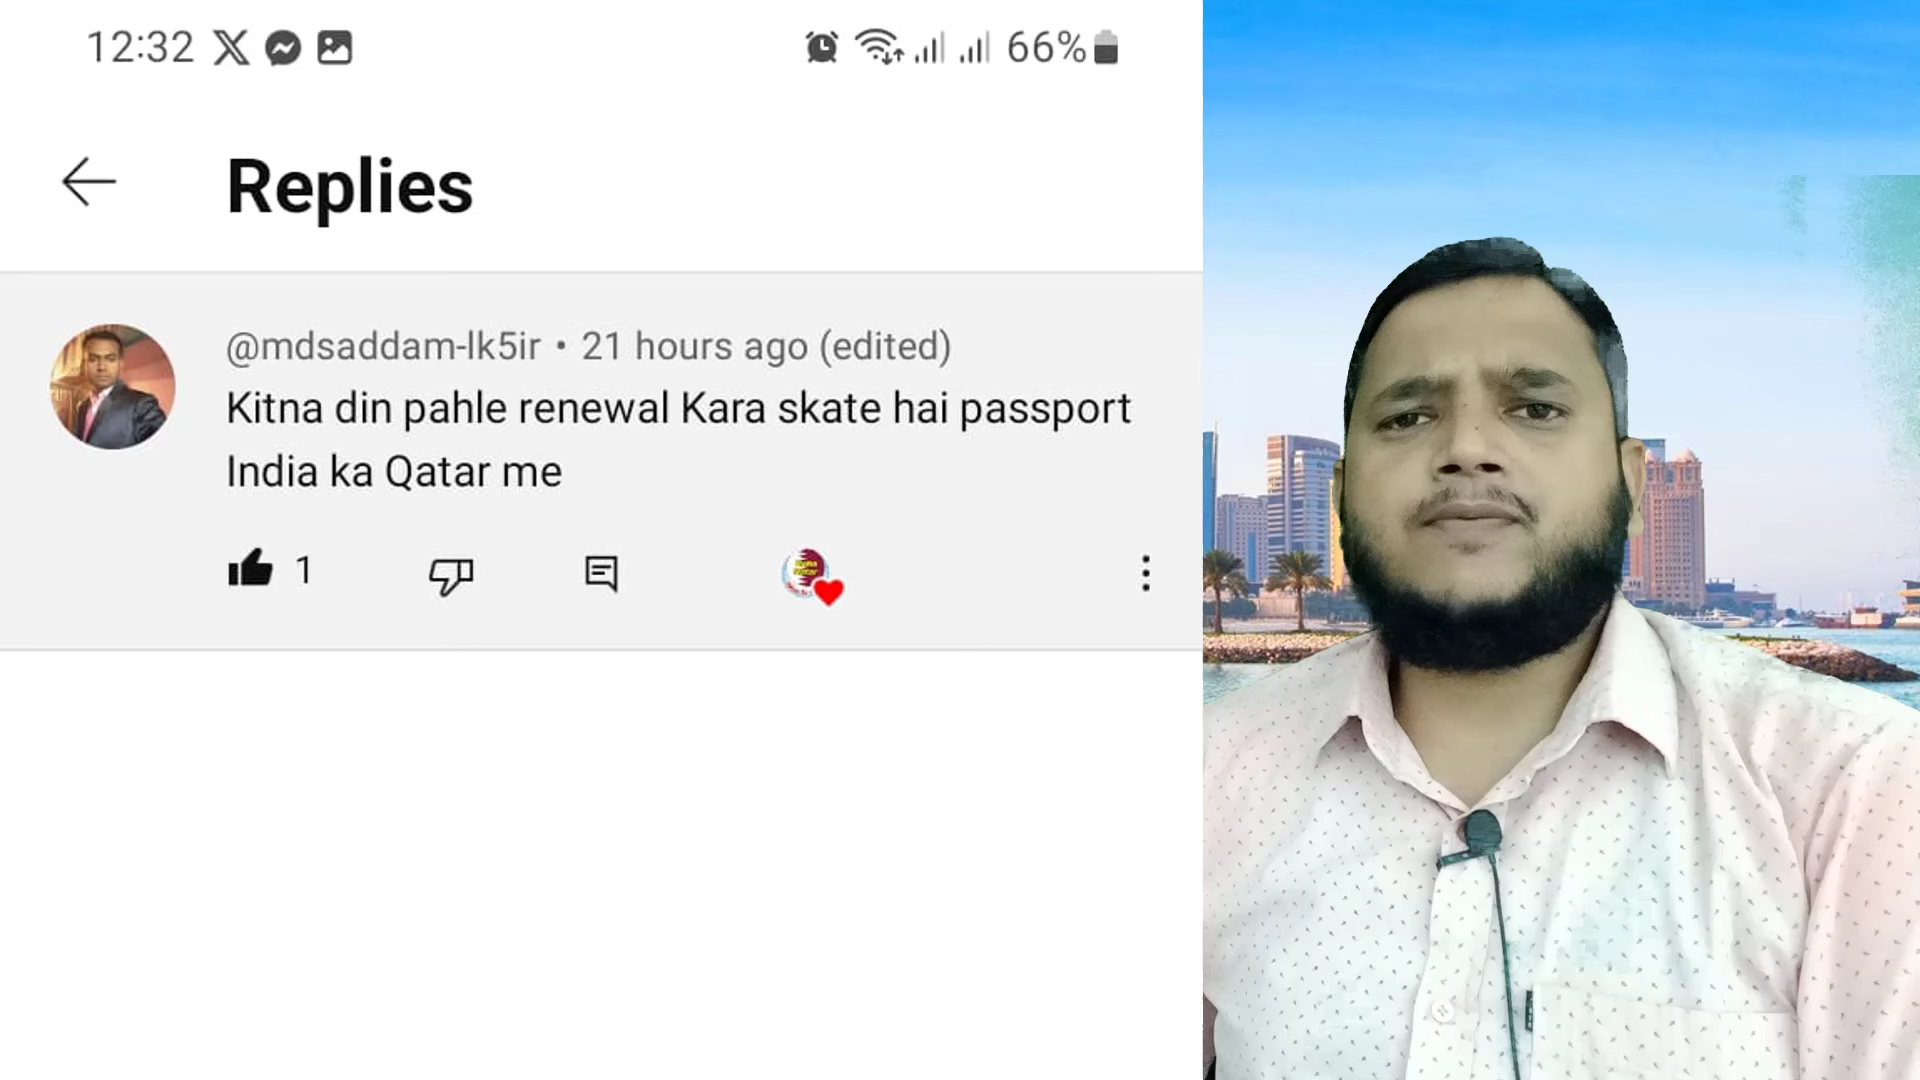 12:32 66%
Replies
@mdsaddam-lk5ir • 21 hours ago (edited)
Kitna din pahle renewal Kara skate hai passport
India ka Qatar me
1